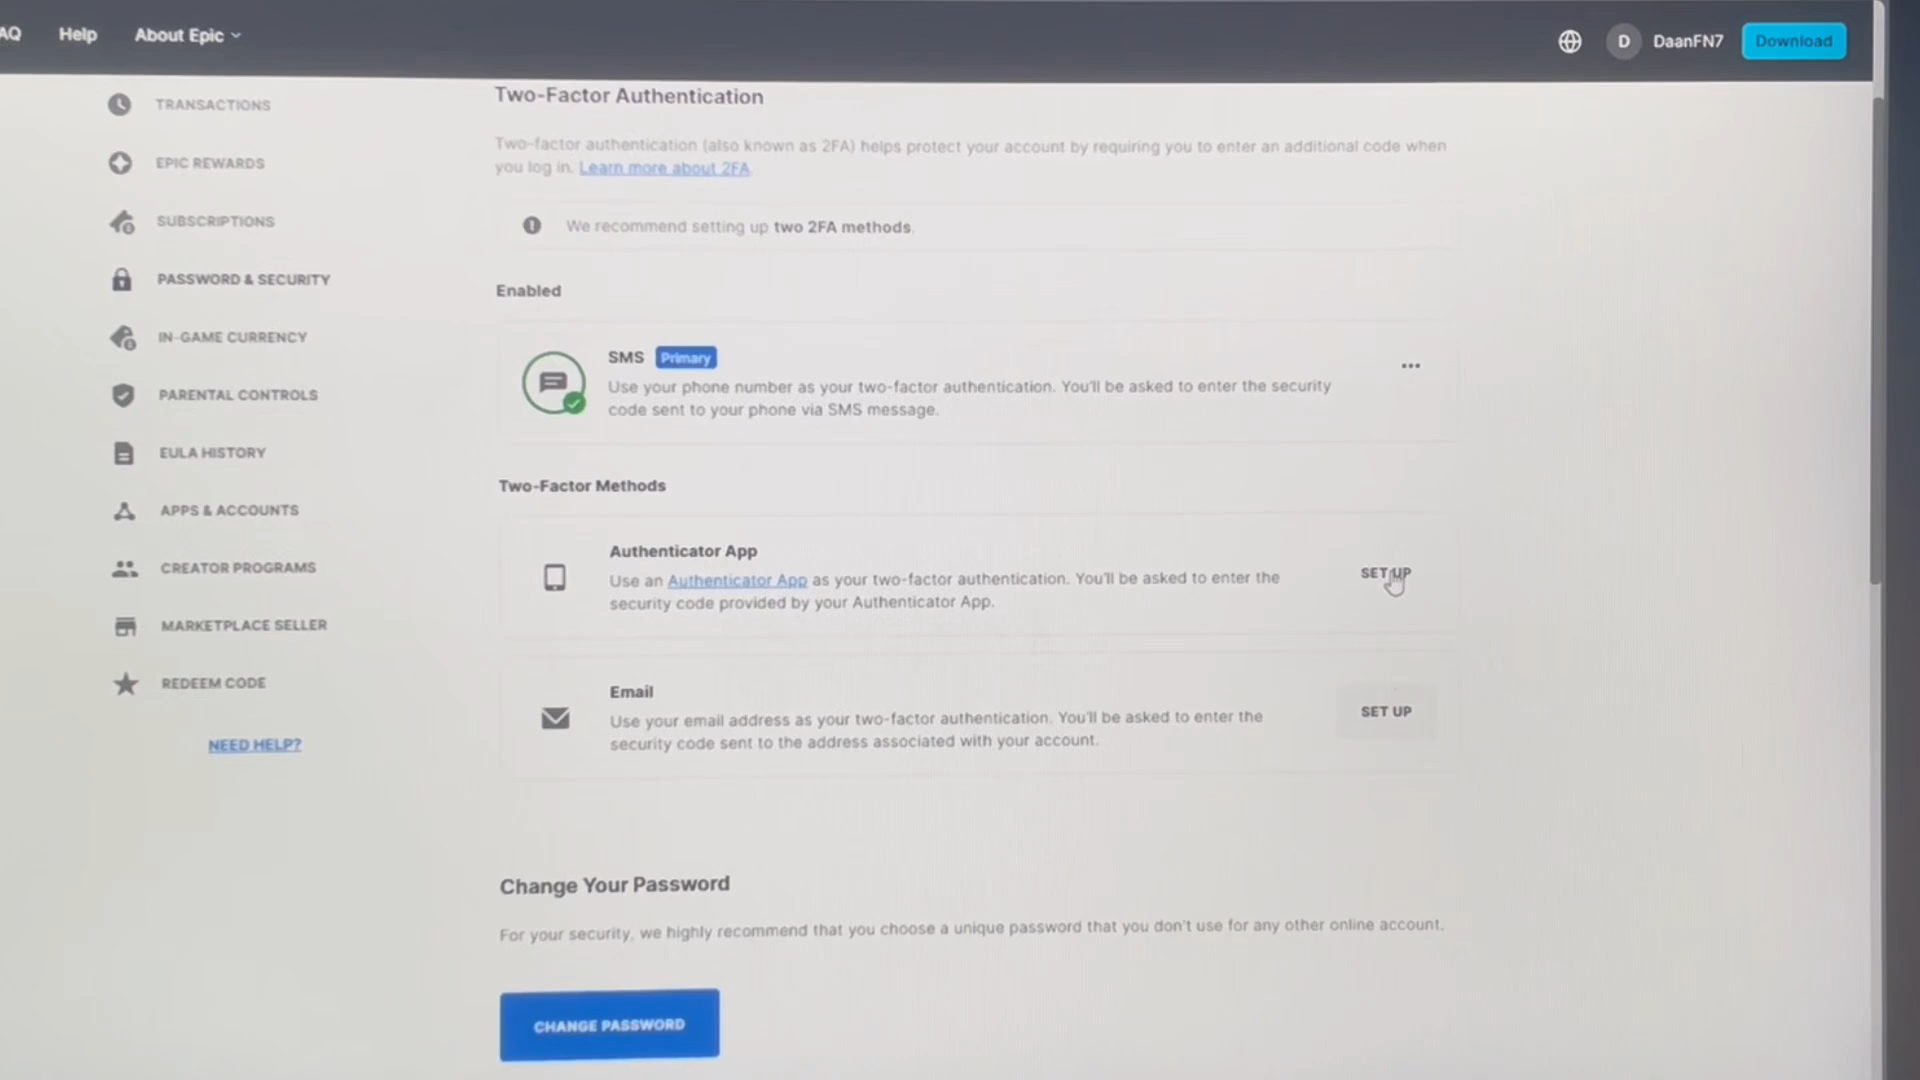 AQ
Help
About Epic
D
DaanFN7
Download
TRANSACTIONS
EPIC REWARDS
SUBSCRIPTIONS
PASSWORD & SECURITY
IN-GAME CURRENCY
PARENTAL CONTROLS
EULA HISTORY
APPS & ACCOUNTS
CREATOR PROGRAMS
MARKETPLACE SELLER
REDEEM CODE
NEED HELP?
Two-Factor Authentication
Two-factor authentication (also known as 2FA) helps protect your account by requiring you to enter an additional code when
you log in. Learn more about 2FA.
We recommend setting up two 2FA methods.
Enabled
SMS Primary
Use your phone number as your two-factor authentication. You'll be asked to enter the security
code sent to your phone via SMS message.
Two-Factor Methods
Authenticator App
Use an Authenticator App as your two-factor authentication. You'll be asked to enter the
security code provided by your Authenticator App.
SET UP
Email
Use your email address as your two-factor authentication. You'll be asked to enter the
security code sent to the address associated with your account.
SET UP
Change Your Password
For your security, we highly recommend that you choose a unique password that you don't use for any other online account.
CHANGE PASSWORD